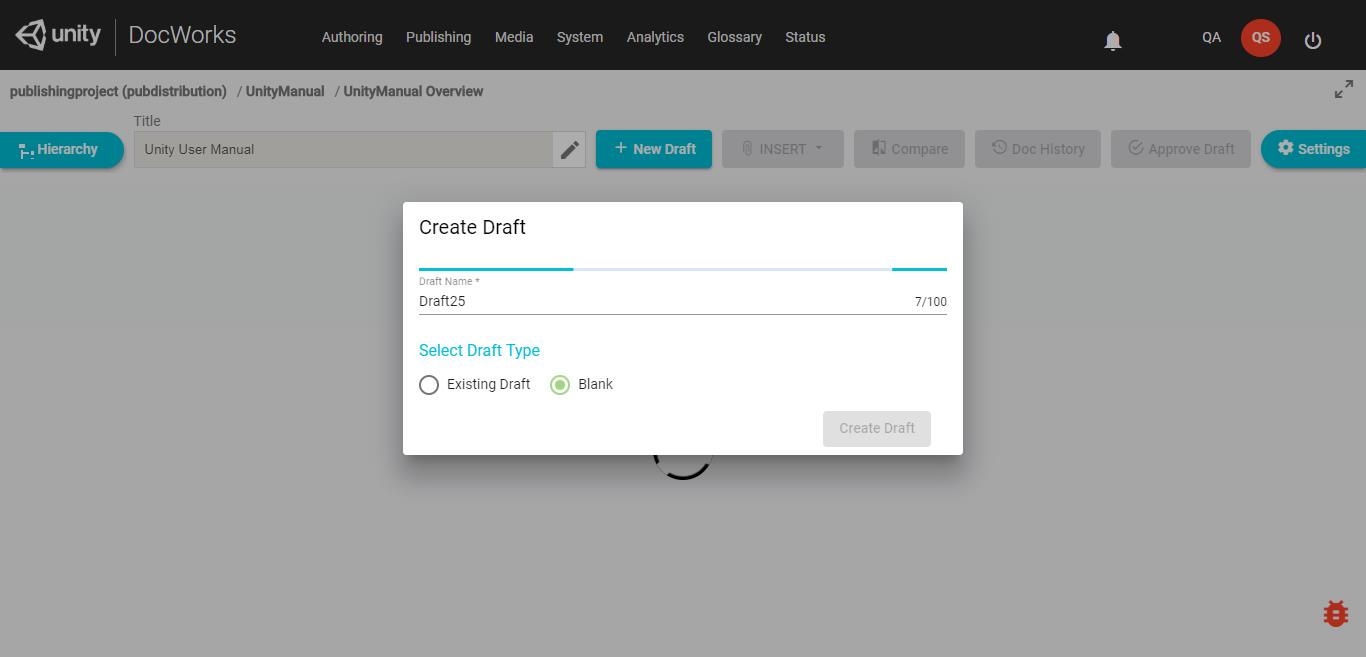 unity DocWorks Authoring Publishing Media System Analytics Glossary Status QA QS
publishingproject (pubdistribution) / UnityManual / UnityManual Overview
Title
Hierarchy Unity User Manual + New Draft INSERT Compare Doc History Approve Draft Settings
Create Draft
Draft Name *
Draft25 7/100
Select Draft Type
Existing Draft Blank
Create Draft